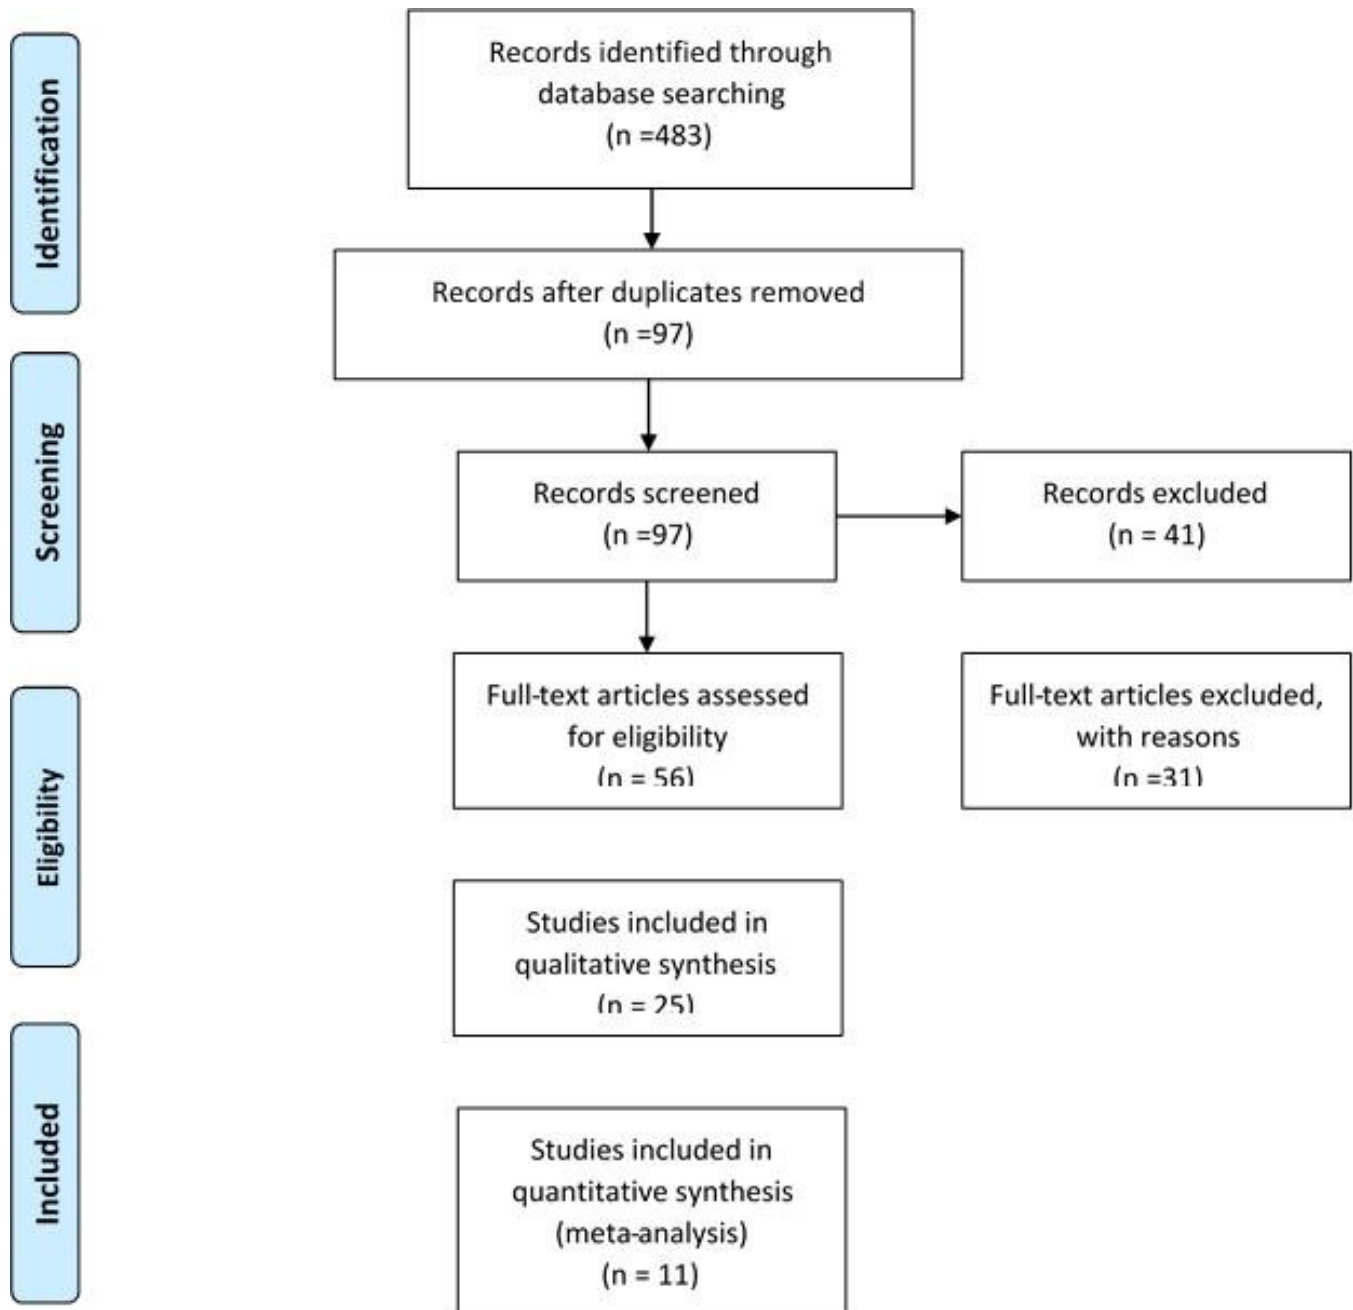 Identification
Records identified through
database searching
(n =483)
Records after duplicates removed
(n =97)
Screening
Records screened
(n =97)
Records excluded
(n = 41)
Eligibility
Full-text articles assessed
for eligibility
(n = 56)
Full-text articles excluded,
with reasons
(n =31)
Studies included in
qualitative synthesis
(n = 25)
Included
Studies included in
quantitative synthesis
(meta-analysis)
(n = 11)